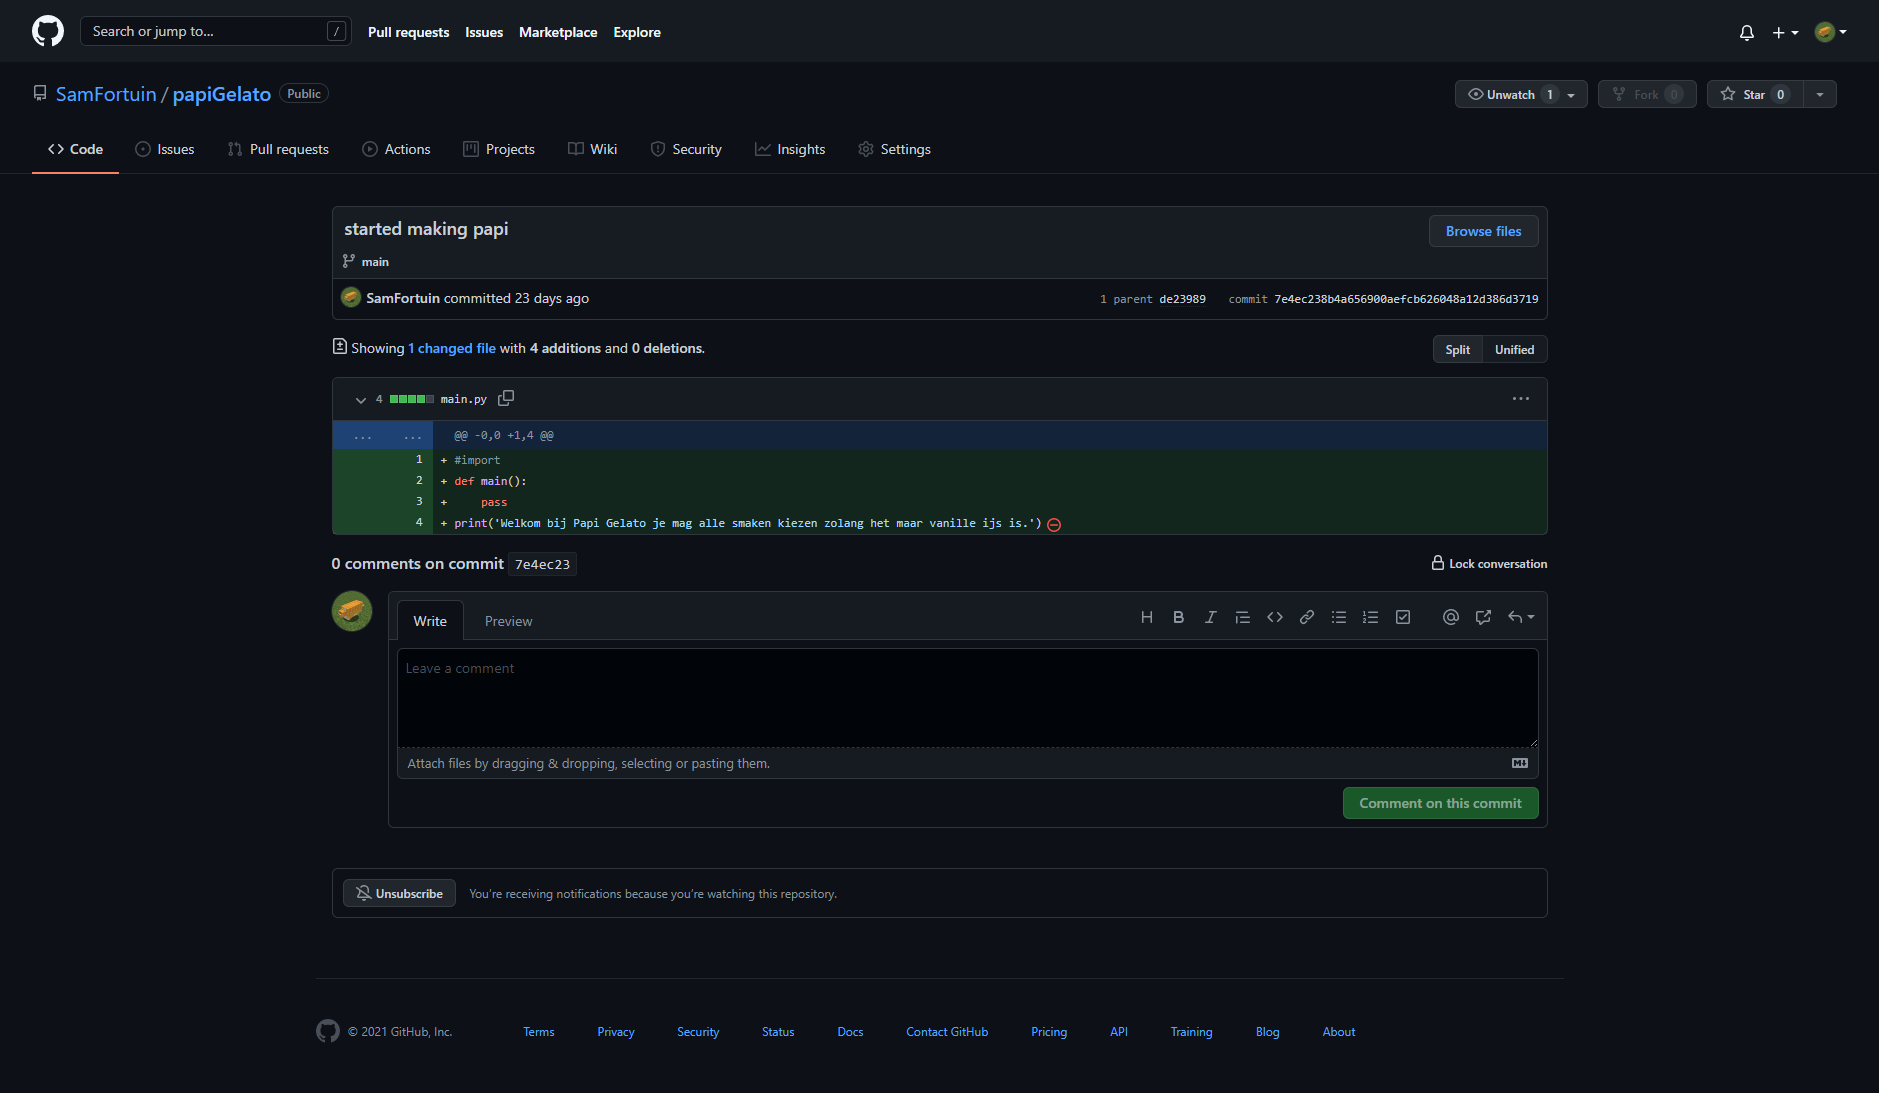 Search or jump to... /
Pull requests Issues Marketplace Explore
SamFortuin / papiGelato Public
Unwatch 1 Fork 0 Star 0
Code Issues Pull requests Actions Projects Wiki Security Insights Settings
started making papi
Browse files
main
SamFortuin committed 23 days ago
1 parent de23989 commit 7e4ec238b4a656900aefcb626048a12d386d3719
Showing 1 changed file with 4 additions and 0 deletions.
Split Unified
4 main.py
... ... @@ -0,0 +1,4 @@
1 + #import
2 + def main():
3 + pass
4 + print('Welkom bij Papi Gelato je mag alle smaken kiezen zolang het maar vanille ijs is.')
0 comments on commit 7e4ec23
Lock conversation
Write Preview
Leave a comment
Attach files by dragging & dropping, selecting or pasting them.
Comment on this commit
Unsubscribe You're receiving notifications because you're watching this repository.
© 2021 GitHub, Inc. Terms Privacy Security Status Docs Contact GitHub Pricing API Training Blog About